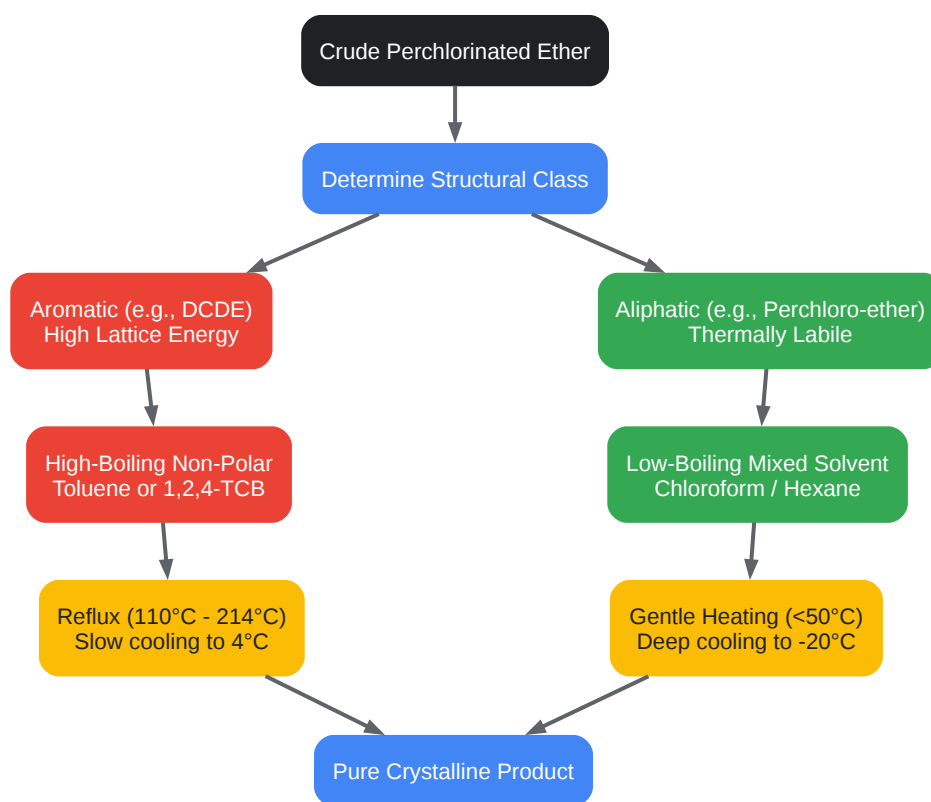 Crude Perchlorinated Ether
Determine Structural Class
Aromatic (e.g., DCDE)
High Lattice Energy
Aliphatic (e.g., Perchloro-ether)
Thermally Labile
High-Boiling Non-Polar
Toluene or 1,2,4-TCB
Low-Boiling Mixed Solvent
Chloroform / Hexane
Reflux (110°C - 214°C)
Slow cooling to 4°C
Gentle Heating (<50°C)
Deep cooling to -20°C
Pure Crystalline Product